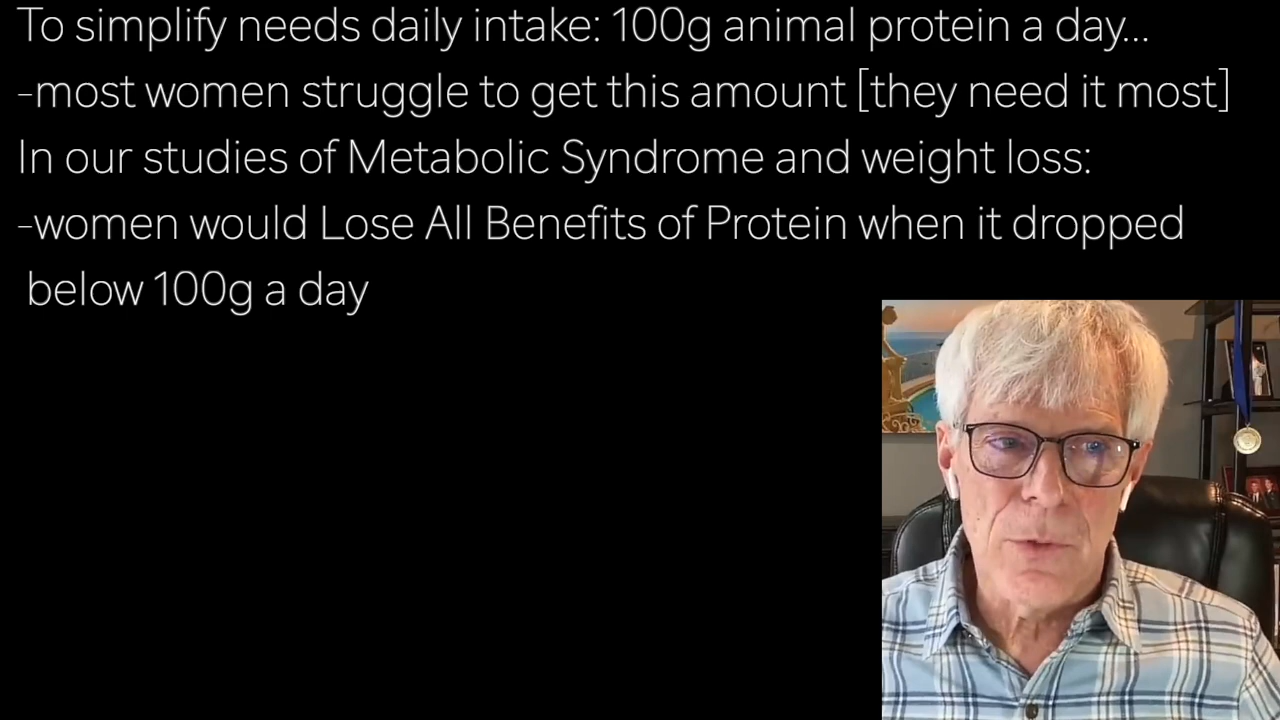 To simplify needs daily intake: 100g animal protein a day...
-most women struggle to get this amount [they need it most]
In our studies of Metabolic Syndrome and weight loss:
-women would Lose All Benefits of Protein when it dropped
below 100g a day